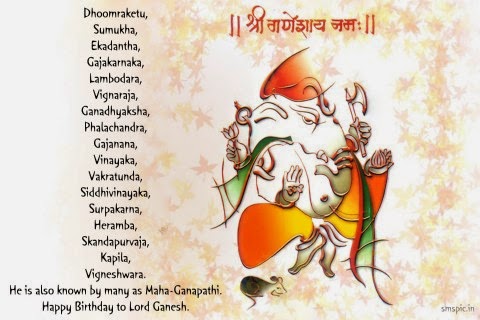 || श्री गणेशाय नमः ||
Dhoomraketu,
Sumukha,
Ekadantha,
Gajakarnaka,
Lambodara,
Vignaraja,
Ganadhyaksha,
Phalachandra,
Gajanana,
Vinayaka,
Vakratunda,
Siddhivinayaka,
Surpakarna,
Heramba,
Skandapurvaja,
Kapila,
Vigneshwara.
He is also known by many as Maha-Ganapathi.
Happy Birthday to Lord Ganesh.
smspic.in